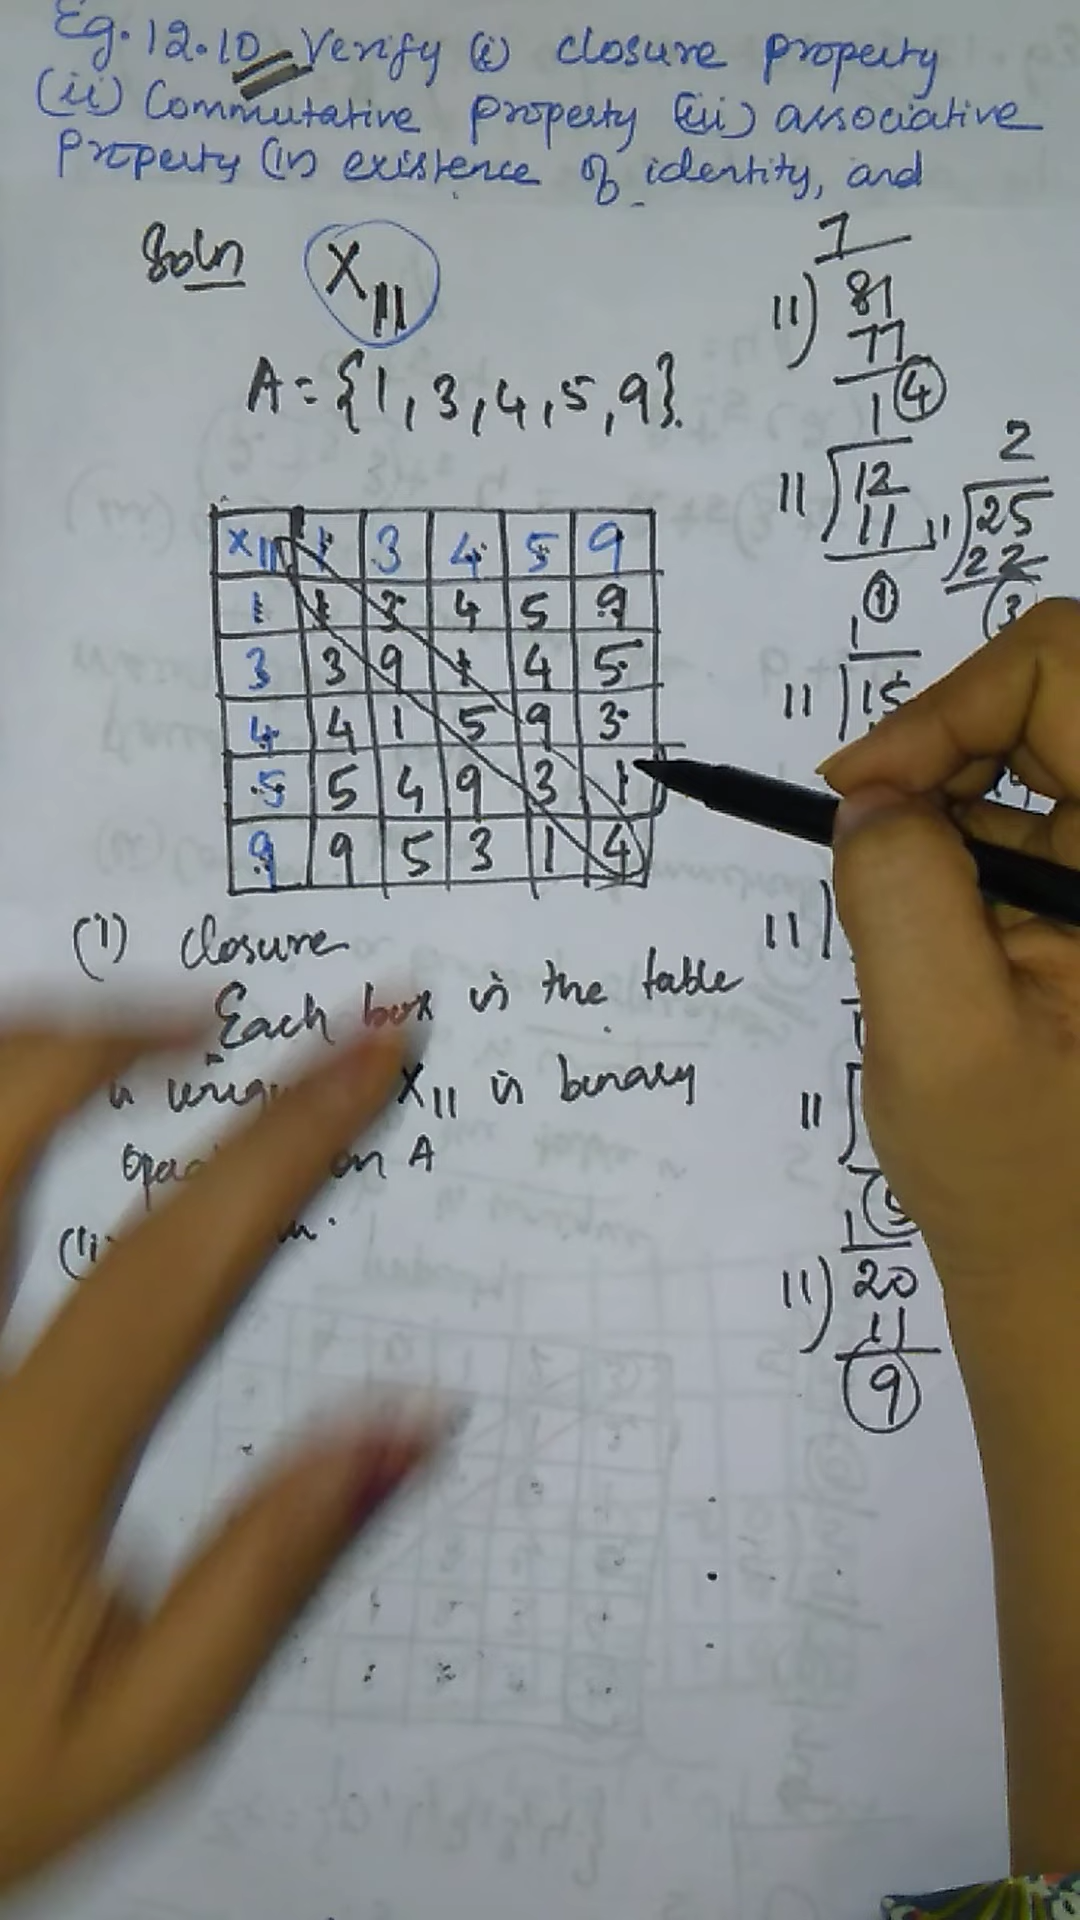 Eg. 12.10 Verify (i) closure property
(ii) Commutative property (iii) associative
Property (iv) existence of identity, and
Soln X11
A = {1, 3, 4, 5, 9}.
X11 1 3 4 5 9
1 1 3 4 5 9
3 3 9 1 4 5
4 4 1 5 9 3
5 5 4 9 3 1
9 9 5 3 1 4
(i) closure
Each box in the table
X11 is binary
on A
7
11) 81
77
4
1
11) 12
11
1
2
11) 25
22
3
1
11) 15
11)
11
1
11) 20
11
9